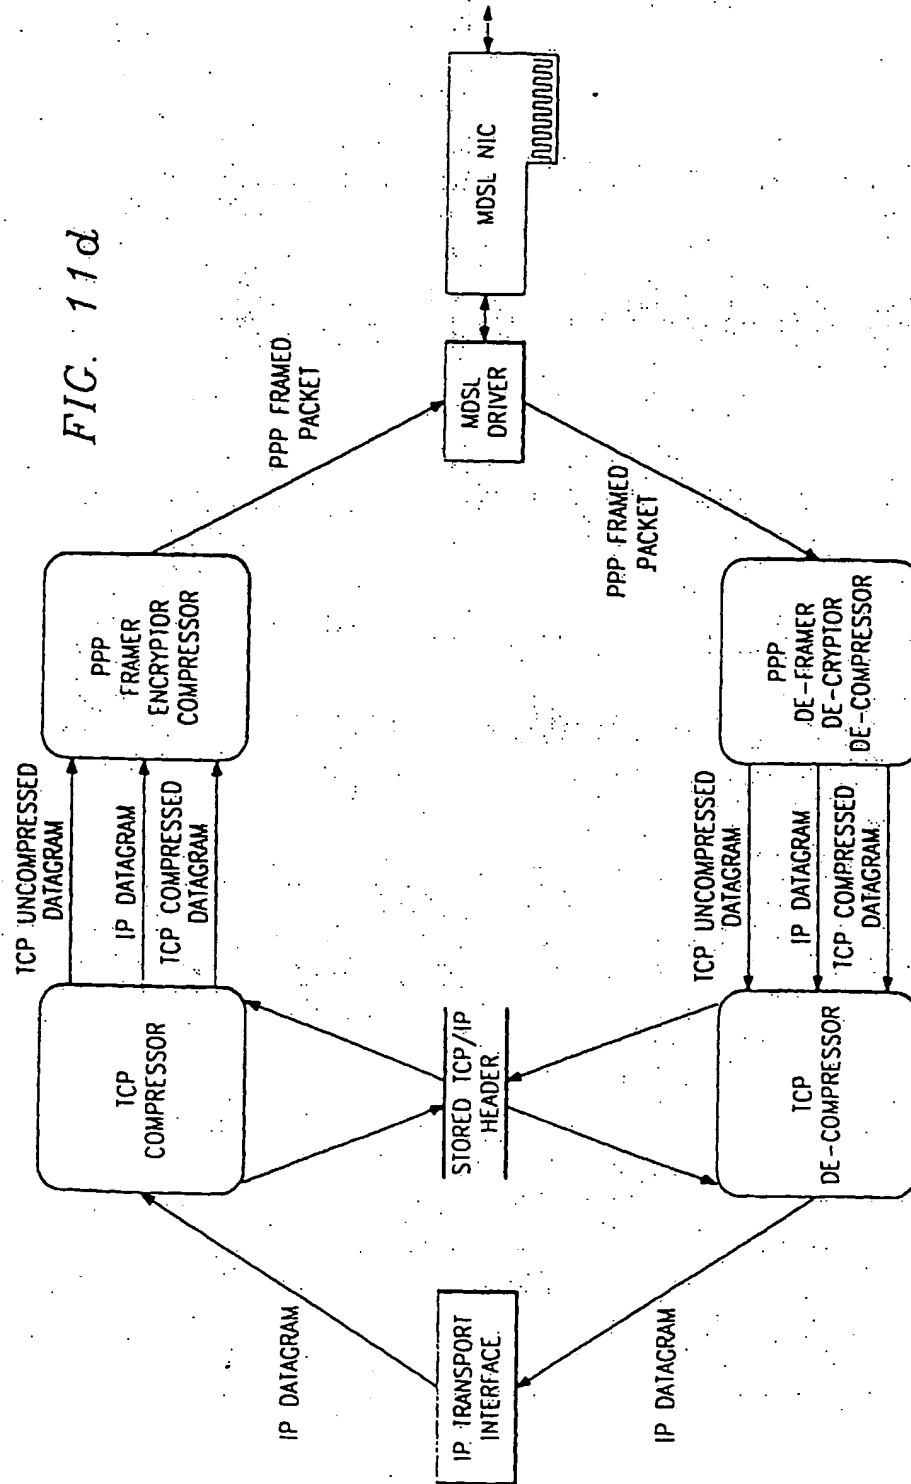 FIG. 11d
TCP UNCOMPRESSED
DATAGRAM
IP DATAGRAM
TCP COMPRESSED
DATAGRAM
TCP
COMPRESSOR
PPP
FRAMER
ENCRYPTOR
COMPRESSOR
IP DATAGRAM
PPP FRAMED
PACKET
IP TRANSPORT
INTERFACE
STORED TCP/IP
HEADER
MDSL
DRIVER
MDSL NIC
IP DATAGRAM
PPP FRAMED
PACKET
TCP UNCOMPRESSED
DATAGRAM
IP DATAGRAM
TCP COMPRESSED
DATAGRAM
TCP
DE-COMPRESSOR
PPP
DE-FRAMER
DE-CRYPTOR
DE-COMPRESSOR